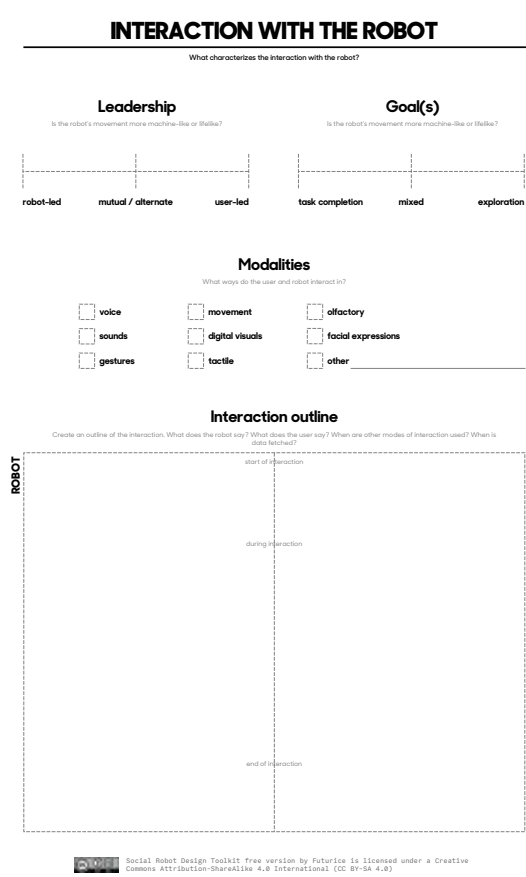 INTERACTION WITH THE ROBOT
What characterizes the interaction with the robot?
Leadership
Is the robot's movement more machine-like or lifelike?
robot-led mutual / alternate user-led
Goal(s)
Is the robot's movement more machine-like or lifelike?
task completion mixed exploration
Modalities
What ways do the user and robot interact in?
voice movement olfactory
sounds digital visuals facial expressions
gestures tactile other
Interaction outline
Create an outline of the interaction. What does the robot say? What does the user say? When are other modes of interaction used? When is
data fetched?
ROBOT
start of interaction
during interaction
end of interaction
Social Robot Design Toolkit free version by Futurice is licensed under a Creative
Commons Attribution-ShareAlike 4.0 International (CC BY-SA 4.0)